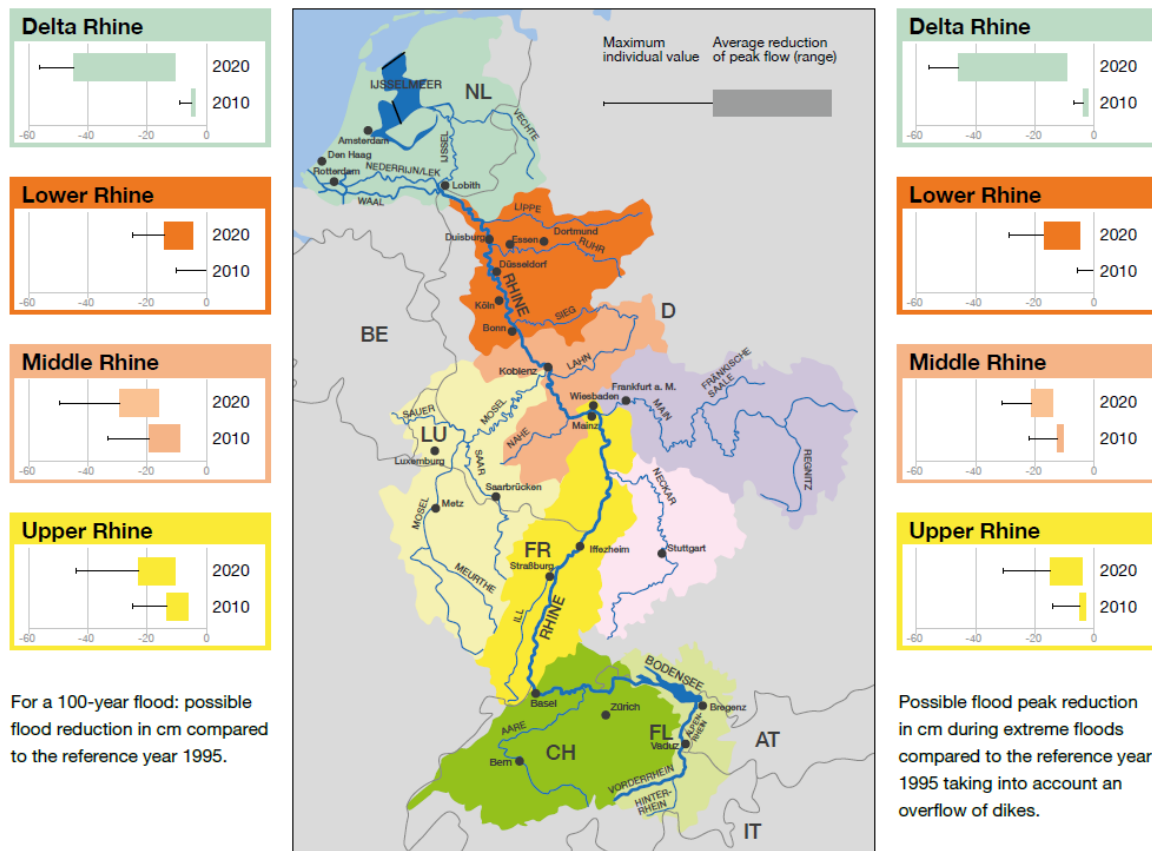 Delta Rhine
2020
2010
-60
-40
-20
0
Lower Rhine
2020
2010
-60
-40
-20
0
Middle Rhine
2020
2010
-60
-40
-20
0
Upper Rhine
2020
2010
-60
-40
-20
0
For a 100-year flood: possible
flood reduction in cm compared
to the reference year 1995.
Maximum
individual value
Average reduction
of peak flow (range)
IJSSELMEER
NL
VECHTE
Amsterdam
IJSSEL
Den Haag
Rotterdam
NEDERRIJN/LEK
Lobith
WAAL
LIPPE
Duisburg
Essen
Dortmund
RUHR
Düsseldorf
RHINE
Köln
SIEG
D
Bonn
BE
LAHN
Koblenz
Frankfurt a. M.
FRÄNKISCHE
SAALE
Wiesbaden
MAIN
Mainz
MOSEL
SAUER
NAHE
LU
Luxemburg
SAAR
REGNITZ
Saarbrücken
NECKAR
MOSEL
Metz
Iffezheim
Stuttgart
FR
Straßburg
MEURTHE
ILL
RHINE
BODENSEE
Basel
Zürich
Bregenz
AARE
ALPEN-
RHEIN
FL
Vaduz
AT
CH
Bern
VORDERRHEIN
HINTER-
RHEIN
IT
Delta Rhine
2020
2010
-60
-40
-20
0
Lower Rhine
2020
2010
-60
-40
-20
0
Middle Rhine
2020
2010
-60
-40
-20
0
Upper Rhine
2020
2010
-60
-40
-20
0
Possible flood peak reduction
in cm during extreme floods
compared to the reference year
1995 taking into account an
overflow of dikes.